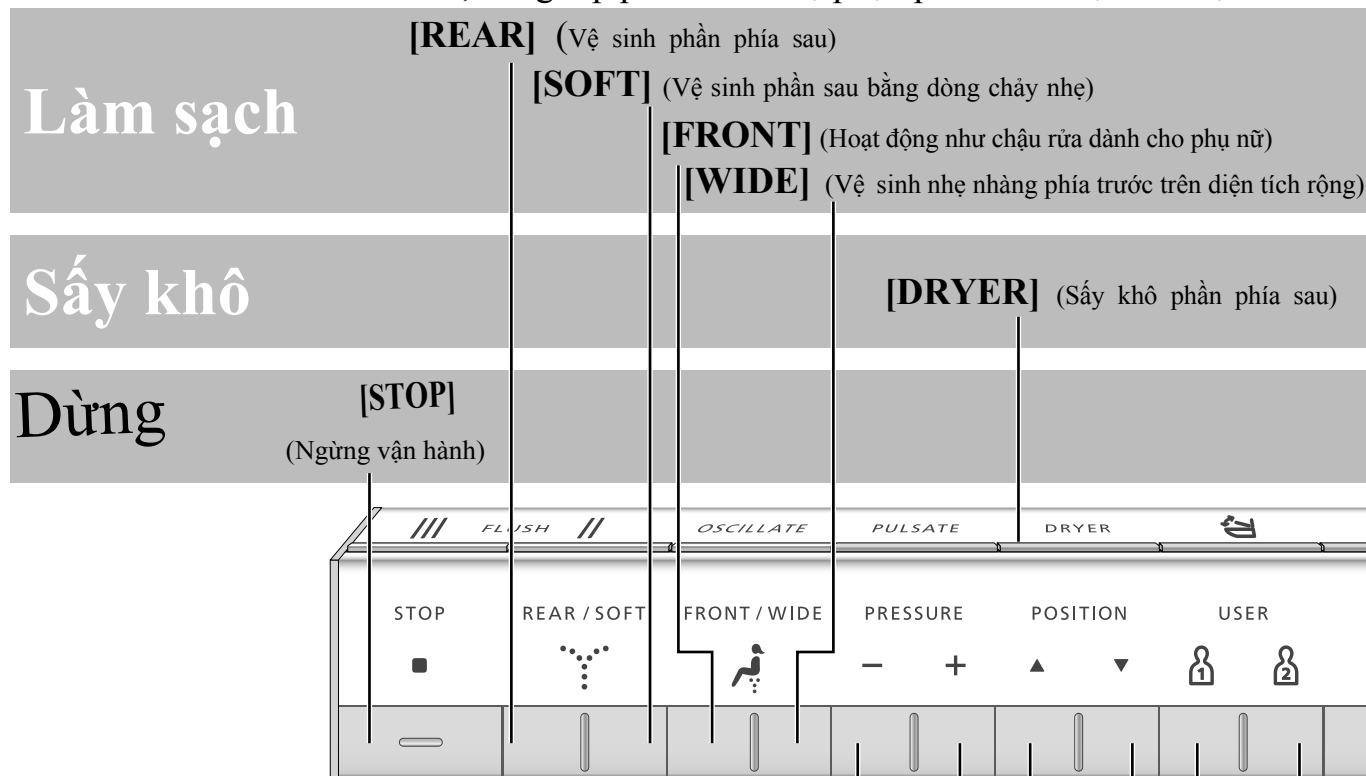 [REAR] (Vệ sinh phần phía sau)
[SOFT] (Vệ sinh phần sau bằng dòng chảy nhẹ)
Làm sạch
[FRONT] (Hoạt động như chậu rửa dành cho phụ nữ)
[WIDE] (Vệ sinh nhẹ nhàng phía trước trên diện tích rộng)
Sấy khô
[DRYER] (Sấy khô phần phía sau)
Dừng
[STOP]
(Ngừng vận hành)
FLUSH OSCILLATE PULSATE DRYER
STOP REAR / SOFT FRONT / WIDE PRESSURE POSITION USER
− + 1 2